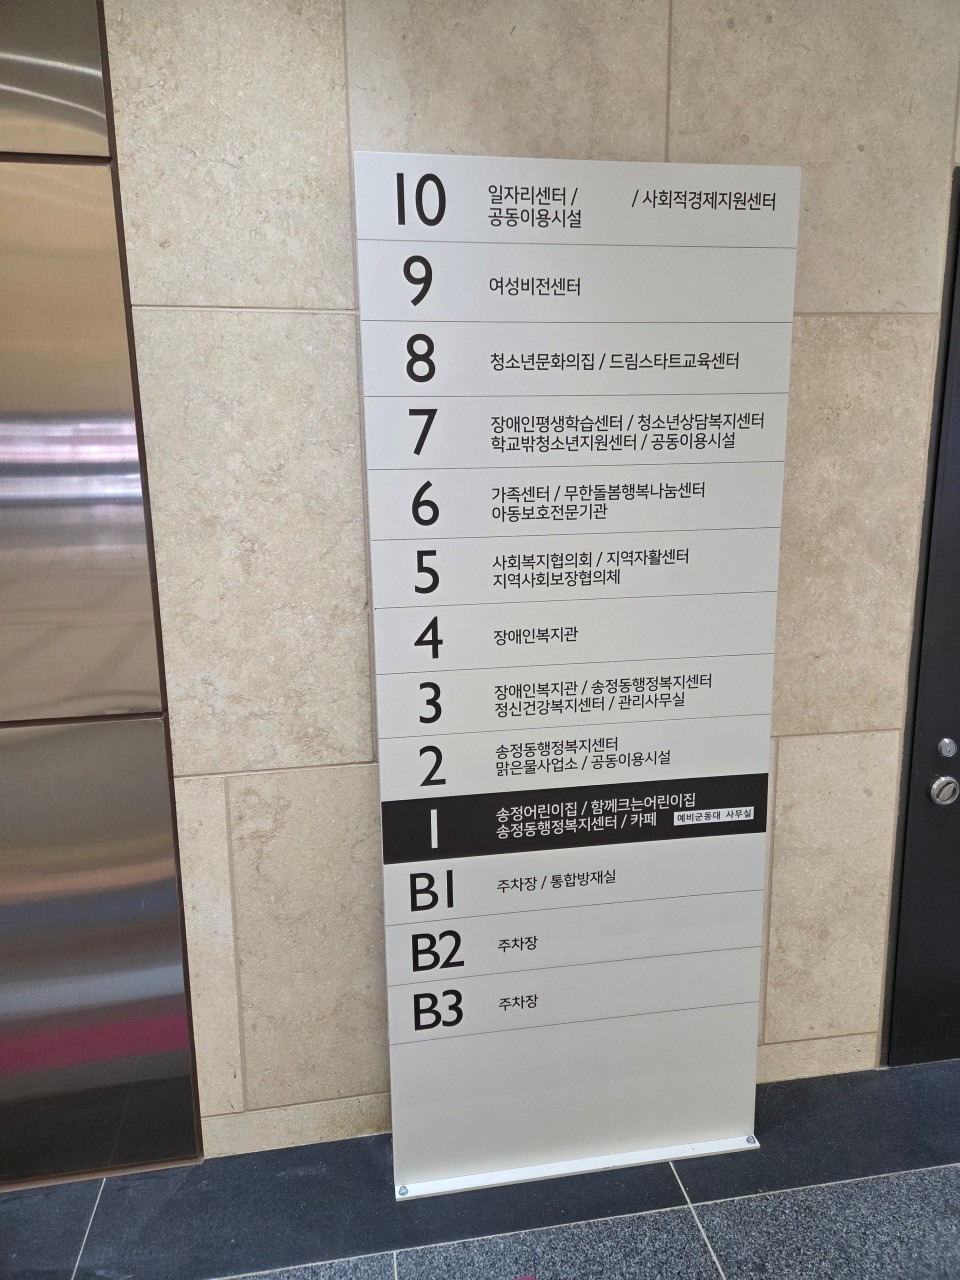 10 일자리센터 / / 사회적경제지원센터
공동이용시설
9 여성비전센터
8 청소년문화의집 / 드림스타트교육센터
7 장애인평생학습센터 / 청소년상담복지센터
학교밖청소년지원센터 / 공동이용시설
6 가족센터 / 무한돌봄행복나눔센터
아동보호전문기관
5 사회복지협의회 / 지역자활센터
지역사회보장협의체
4 장애인복지관
3 장애인복지관 / 송정동행정복지센터
정신건강복지센터 / 관리사무실
2 송정동행정복지센터
맑은물사업소 / 공동이용시설
1 송정어린이집 / 함께크는어린이집
송정동행정복지센터 / 카페 예비군동대 사무실
B1 주차장 / 통합방재실
B2 주차장
B3 주차장